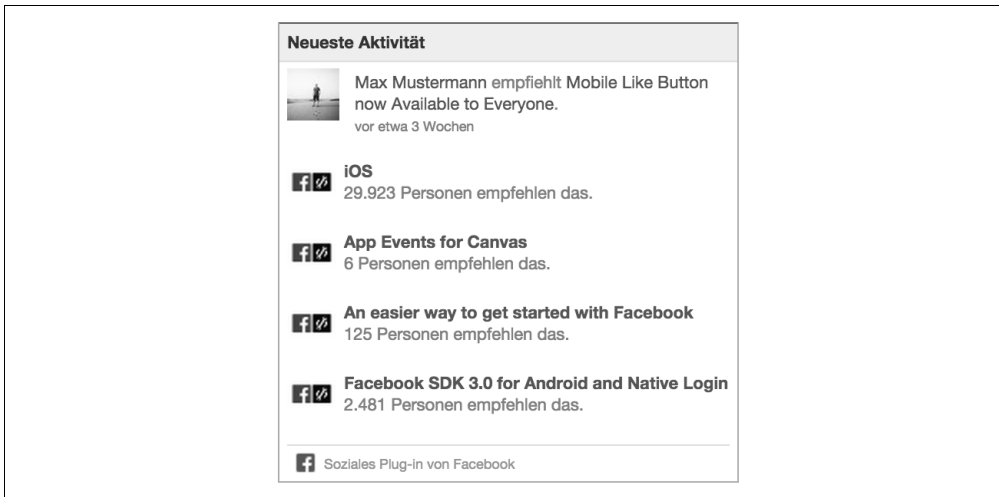 Neueste Aktivität
Max Mustermann empfiehlt Mobile Like Button
now Available to Everyone.
vor etwa 3 Wochen
iOS
29.923 Personen empfehlen das.
App Events for Canvas
6 Personen empfehlen das.
An easier way to get started with Facebook
125 Personen empfehlen das.
Facebook SDK 3.0 for Android and Native Login
2.481 Personen empfehlen das.
Soziales Plug-in von Facebook